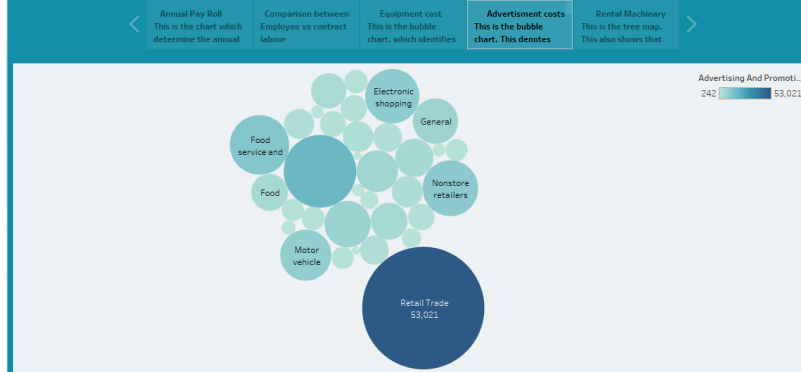 Annual Pay Roll
This is the chart which
determine the annual
Comparison between
Employee vs contract
labour
Equipment cost
This is the bubble
chart. which identifies
Advertisment costs
This is the bubble
chart. This denotes
Rental Machinary
This is the tree map.
This also shows that
Advertising And Promoti..
242 53,021
Electronic
shopping
General
Food
service and
Food
Nonstore
retailers
Motor
vehicle
Retail Trade
53,021